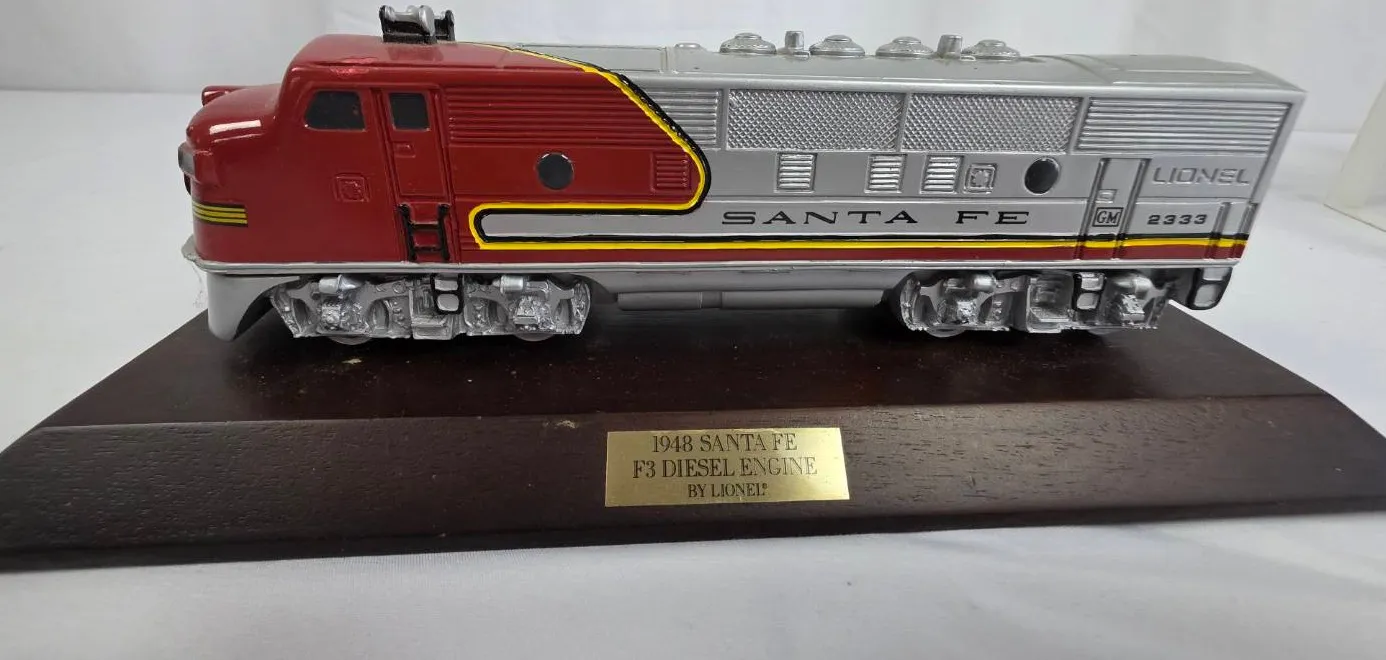 LIONEL
SANTA FE
GM
2333
1948 SANTA FE
F3 DIESEL ENGINE
BY LIONEL®